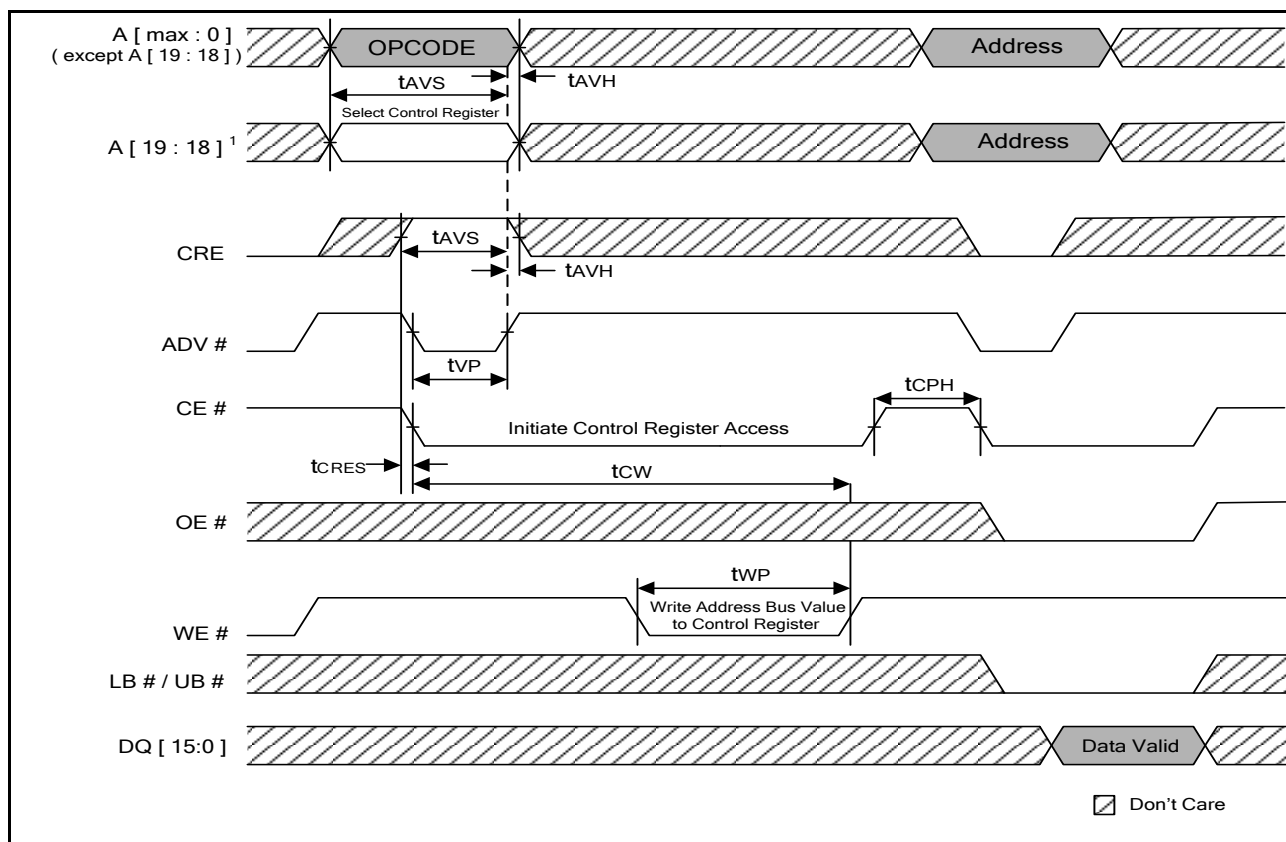 A [ max : 0 ]
( except A [ 19 : 18 ] )
OPCODE
Address
tAVS
tAVH
Select Control Register
A [ 19 : 18 ] 1
Address
CRE
tAVS
tAVH
ADV #
tVP
CE #
tCPH
Initiate Control Register Access
tCRES
tCW
OE #
tWP
Write Address Bus Value
to Control Register
WE #
LB # / UB #
DQ [ 15:0 ]
Data Valid
Don't Care